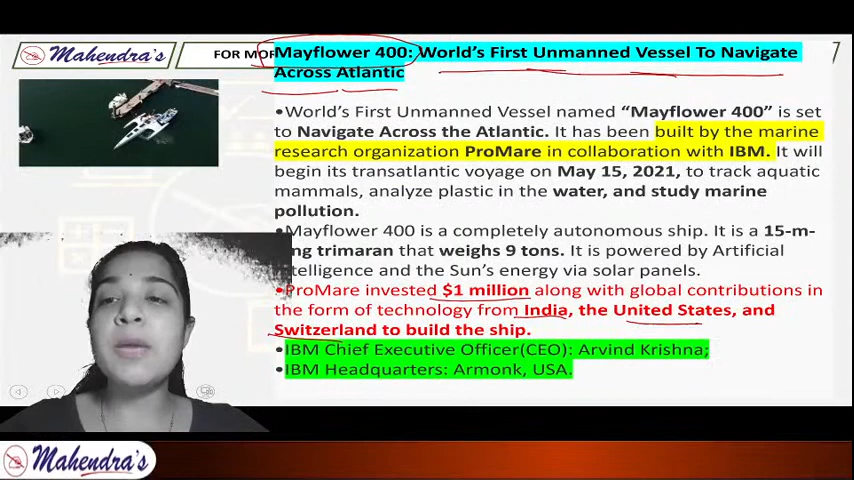 Mahendra's
FOR MOR
Mayflower 400: World's First Unmanned Vessel To Navigate
Across Atlantic
•World's First Unmanned Vessel named “Mayflower 400” is set
to Navigate Across the Atlantic. It has been built by the marine
research organization ProMare in collaboration with IBM. It will
begin its transatlantic voyage on May 15, 2021, to track aquatic
mammals, analyze plastic in the water, and study marine
pollution.
•Mayflower 400 is a completely autonomous ship. It is a 15-m-
ng trimaran that weighs 9 tons. It is powered by Artificial
telligence and the Sun's energy via solar panels.
•ProMare invested $1 million along with global contributions in
the form of technology from India, the United States, and
Switzerland to build the ship.
•IBM Chief Executive Officer(CEO): Arvind Krishna;
•IBM Headquarters: Armonk, USA.
Mahendra's